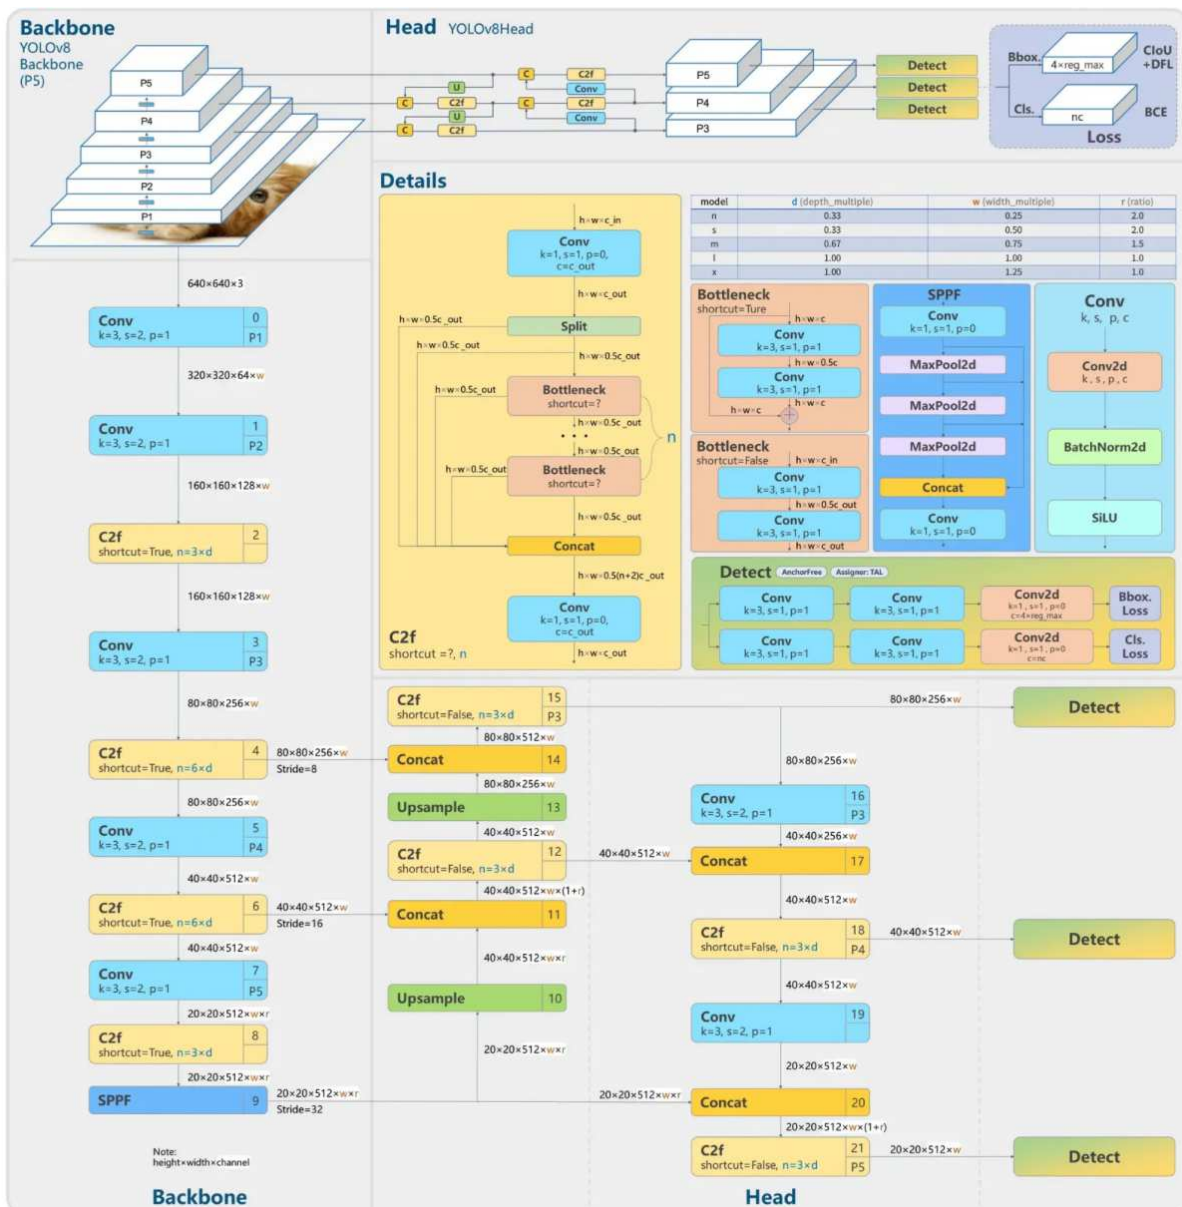 Backbone
YOLOv8
Backbone
(P5)
P5
P4
P3
P2
P1
Head YOLOv8Head
C
C2f
U
Conv
C
C2f
C
C2f
U
Conv
C
C2f
P5
P4
P3
Detect
Detect
Detect
Bbox.
4×reg_max
CIoU
+DFL
Cls.
nc
BCE
Loss
Details
h×w×c_in
Conv
k=1, s=1, p=0,
c=c_out
h×w×c_out
h×w×0.5c_out
Split
h×w×0.5c_out
h×w×0.5c_out
h×w×0.5c_out
Bottleneck
shortcut=?
h×w×0.5c_out
• • •
n
h×w×0.5c_out
h×w×0.5c_out
Bottleneck
shortcut=?
h×w×0.5c_out
Concat
h×w×0.5(n+2)c_out
Conv
k=1, s=1, p=0,
c=c_out
h×w×c_out
C2f
shortcut =?, n
model d (depth_multiple) w (width_multiple) r (ratio)
n 0.33 0.25 2.0
s 0.33 0.50 2.0
m 0.67 0.75 1.5
l 1.00 1.00 1.0
x 1.00 1.25 1.0
Bottleneck
shortcut=Ture
h×w×c
Conv
k=3, s=1, p=1
h×w×0.5c
Conv
k=3, s=1, p=1
h×w×c
h×w×c
Bottleneck
shortcut=False
h×w×c_in
Conv
k=3, s=1, p=1
h×w×0.5c_out
Conv
k=3, s=1, p=1
h×w×c_out
SPPF
Conv
k=1, s=1, p=0
MaxPool2d
MaxPool2d
MaxPool2d
Concat
Conv
k=1, s=1, p=0
Conv
k, s, p, c
Conv2d
k, s, p, c
BatchNorm2d
SiLU
Detect AnchorFree Assigner: TAL
Conv
k=3, s=1, p=1
Conv
k=3, s=1, p=1
Conv2d
k=1, s=1, p=0
c=4×reg_max
Bbox.
Loss
Conv
k=3, s=1, p=1
Conv
k=3, s=1, p=1
Conv2d
k=1, s=1, p=0
c=nc
Cls.
Loss
640×640×3
Conv
k=3, s=2, p=1
0
P1
320×320×64×w
Conv
k=3, s=2, p=1
1
P2
160×160×128×w
C2f
shortcut=True, n=3×d
2
160×160×128×w
Conv
k=3, s=2, p=1
3
P3
80×80×256×w
C2f
shortcut=True, n=6×d
4
80×80×256×w
Stride=8
80×80×256×w
Conv
k=3, s=2, p=1
5
P4
40×40×512×w
C2f
shortcut=True, n=6×d
6
40×40×512×w
Stride=16
40×40×512×w
Conv
k=3, s=2, p=1
7
P5
20×20×512×w×r
C2f
shortcut=True, n=3×d
8
20×20×512×w×r
SPPF
9
20×20×512×w×r
Stride=32
Note:
height×width×channel
Backbone
C2f
shortcut=False, n=3×d
15
P3
80×80×512×w
Concat
14
80×80×256×w
Upsample
13
40×40×512×w
C2f
shortcut=False, n=3×d
12
40×40×512×w
40×40×512×w×(1+r)
Concat
11
40×40×512×w×r
Upsample
10
20×20×512×w×r
20×20×512×w×r
80×80×256×w
Detect
80×80×256×w
Conv
k=3, s=2, p=1
16
P3
40×40×256×w
Concat
17
40×40×512×w
C2f
shortcut=False, n=3×d
18
P4
40×40×512×w
Detect
40×40×512×w
Conv
k=3, s=2, p=1
19
20×20×512×w
Concat
20
20×20×512×w×(1+r)
C2f
shortcut=False, n=3×d
21
P5
20×20×512×w
Detect
Head